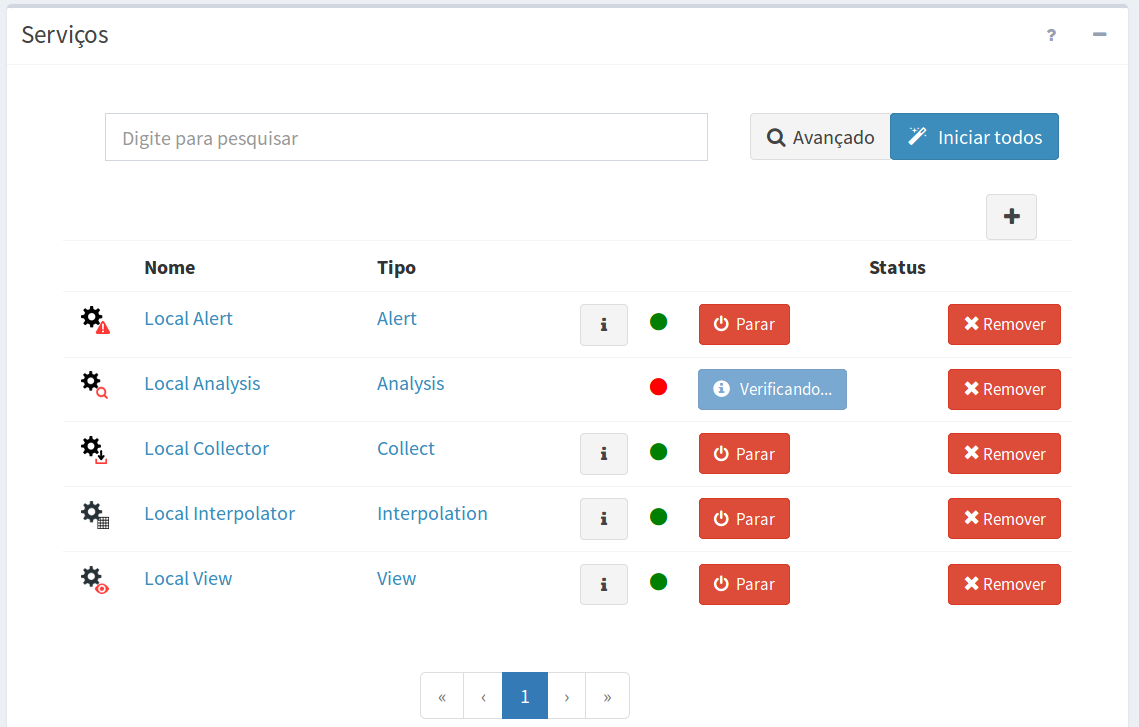 Serviços ?
Digite para pesquisar Avançado Iniciar todos
Nome Tipo Status
Local Alert Alert i Parar Remover
Local Analysis Analysis Verificando... Remover
Local Collector Collect i Parar Remover
Local Interpolator Interpolation i Parar Remover
Local View View i Parar Remover
« ‹ 1 › »